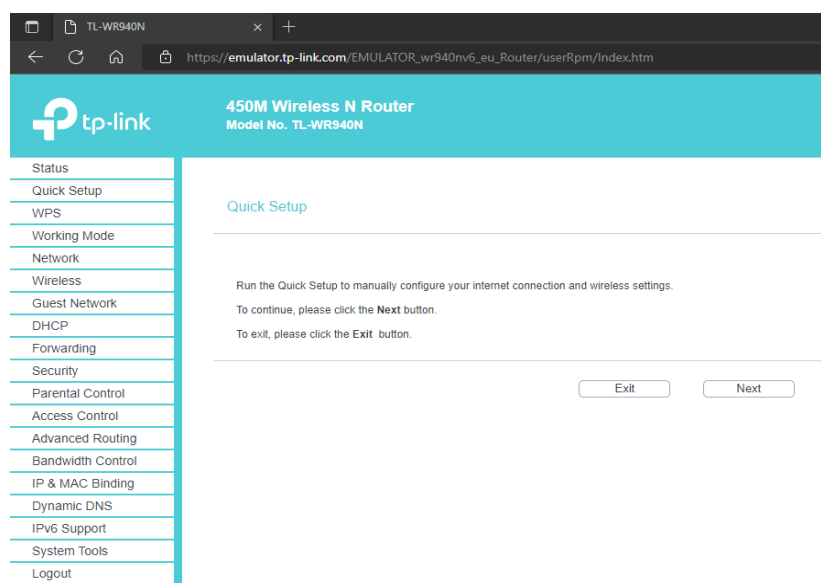 TL-WR940N
https://emulator.tp-link.com/EMULATOR_wr940nv6_eu_Router/userRpm/Index.htm
tp-link
450M Wireless N Router
Model No. TL-WR940N
Status
Quick Setup
WPS
Working Mode
Network
Wireless
Guest Network
DHCP
Forwarding
Security
Parental Control
Access Control
Advanced Routing
Bandwidth Control
IP & MAC Binding
Dynamic DNS
IPv6 Support
System Tools
Logout
Quick Setup
Run the Quick Setup to manually configure your internet connection and wireless settings.
To continue, please click the Next button.
To exit, please click the Exit button.
Exit Next